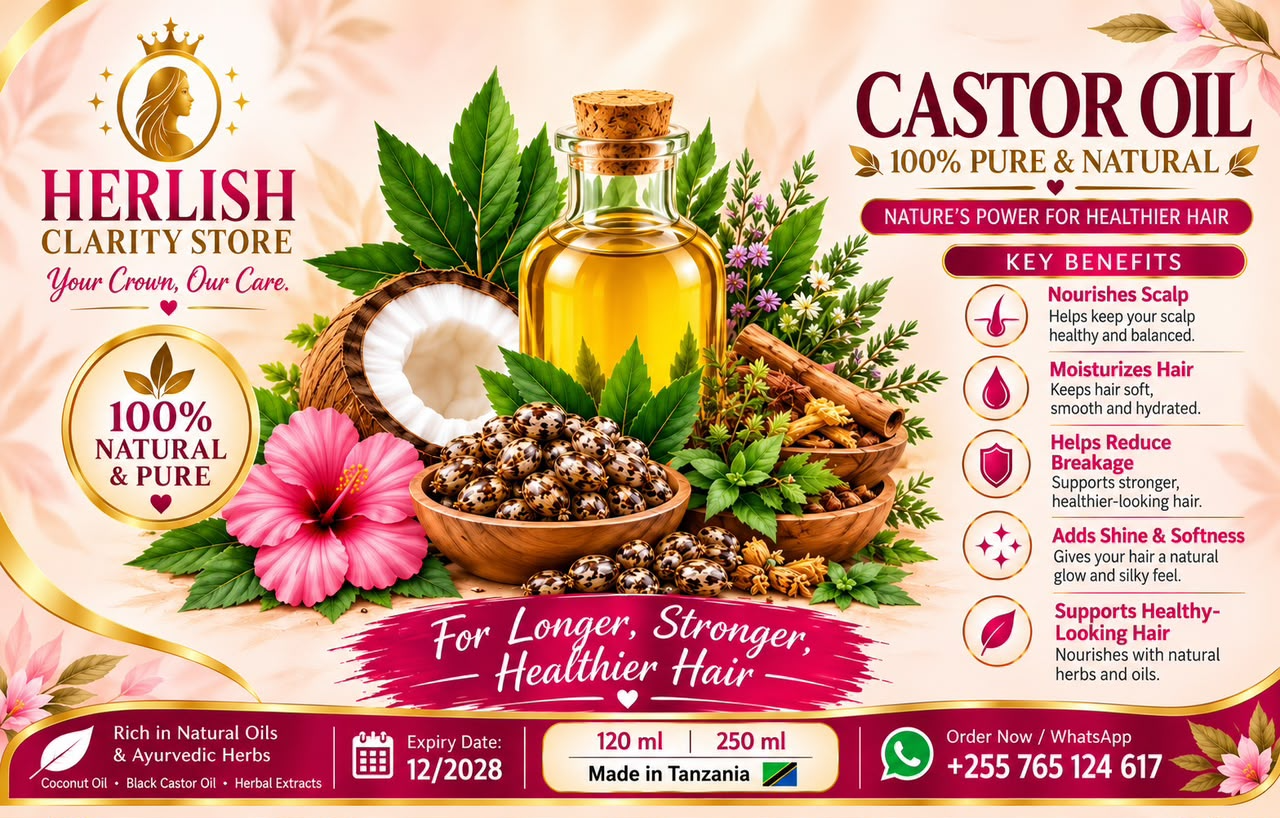 HERLISH
CLARITY STORE
Your Crown, Our Care.
100%
NATURAL
& PURE
CASTOR OIL
100% PURE & NATURAL
NATURE'S POWER FOR HEALTHIER HAIR
KEY BENEFITS
Nourishes Scalp
Helps keep your scalp
healthy and balanced.
Moisturizes Hair
Keeps hair soft,
smooth and hydrated.
Helps Reduce
Breakage
Supports stronger,
healthier-looking hair.
Adds Shine & Softness
Gives your hair a natural
glow and silky feel.
Supports Healthy-
Looking Hair
Nourishes with natural
herbs and oils.
For Longer, Stronger,
Healthier Hair
Rich in Natural Oils
& Ayurvedic Herbs
Coconut Oil • Black Castor Oil • Herbal Extracts
Expiry Date:
12/2028
120 ml | 250 ml
Made in Tanzania
Order Now / WhatsApp
+255 765 124 617